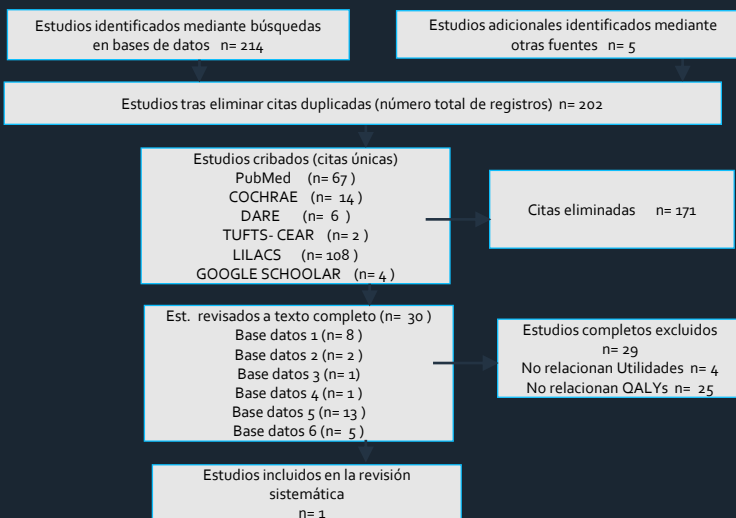 Estudios identificados mediante búsquedas
en bases de datos n= 214
Estudios adicionales identificados mediante
otras fuentes n= 5
Estudios tras eliminar citas duplicadas (número total de registros) n= 202
Estudios cribados (citas únicas)
PubMed (n= 67 )
COCHRAE (n= 14 )
DARE (n= 6 )
TUFTS- CEAR (n= 2 )
LILACS (n= 108 )
GOOGLE SCHOOLAR (n= 4 )
Citas eliminadas n= 171
Est. revisados a texto completo (n= 30 )
Base datos 1 (n= 8 )
Base datos 2 (n= 2 )
Base datos 3 (n= 1)
Base datos 4 (n= 1 )
Base datos 5 (n= 13 )
Base datos 6 (n= 5 )
Estudios completos excluidos
n= 29
No relacionan Utilidades n= 4
No relacionan QALYs n= 25
Estudios incluidos en la revisión
sistemática
n= 1